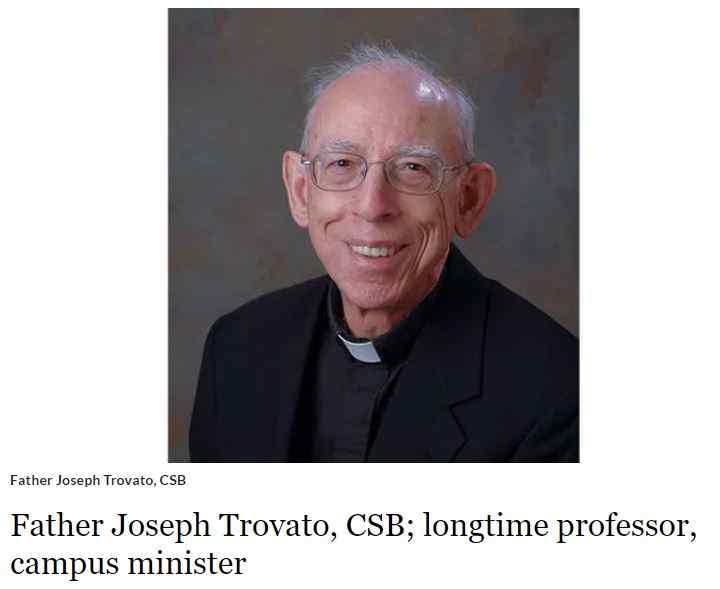 Father Joseph Trovato, CSB
Father Joseph Trovato, CSB; longtime professor,
campus minister